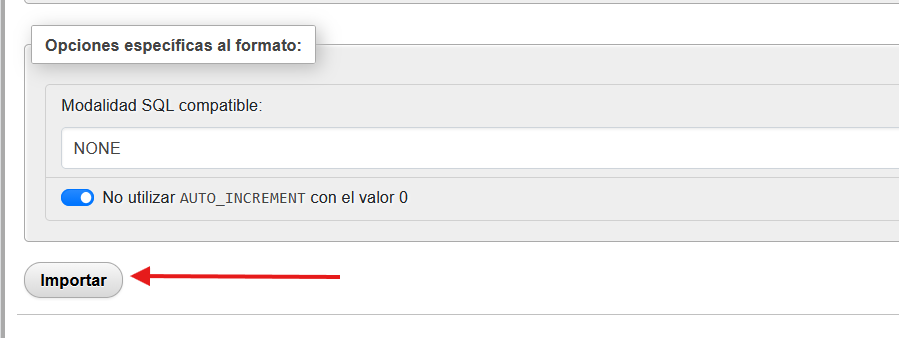 Opciones específicas al formato:
Modalidad SQL compatible:
NONE
No utilizar AUTO_INCREMENT con el valor 0
Importar